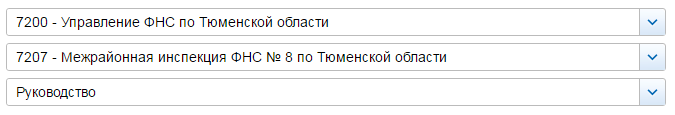 7200 - Управление ФНС по Тюменской области
7207 - Межрайонная инспекция ФНС № 8 по Тюменской области
Руководство